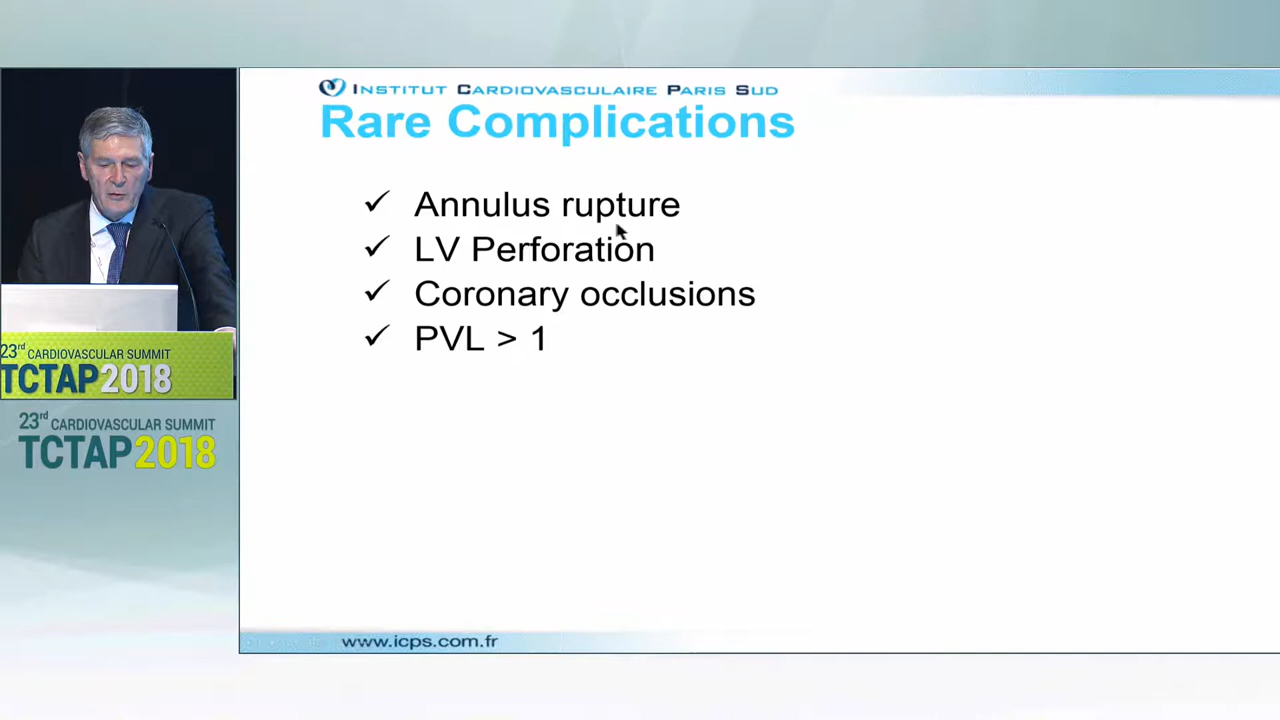 INSTITUT CARDIOVASCULAIRE PARIS SUD
Rare Complications
✓ Annulus rupture
✓ LV Perforation
✓ Coronary occlusions
✓ PVL > 1
23rd CARDIOVASCULAR SUMMIT
TCTAP2018
23rd CARDIOVASCULAR SUMMIT
TCTAP2018
www.icps.com.fr